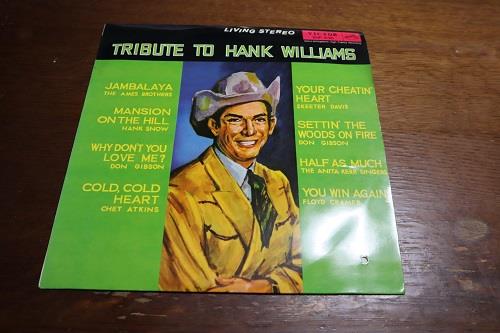 LIVING STEREO
VICTOR
TRIBUTE TO HANK WILLIAMS
JAMBALAYA
THE AMES BROTHERS
MANSION
ON THE HILL
HANK SNOW
WHY DON'T YOU
LOVE ME?
DON GIBSON
COLD, COLD
HEART
CHET ATKINS
YOUR CHEATIN'
HEART
SKEETER DAVIS
SETTIN' THE
WOODS ON FIRE
DON GIBSON
HALF AS MUCH
THE ANITA KERR SINGERS
YOU WIN AGAIN
FLOYD CRAMER